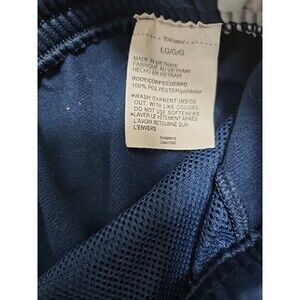 TEAR AWAY
LG/G/G
MADE IN VIETNAM/
FABRIQUÉ AU VIETNAM/
HECHO EN VIETNAM
BODY/CORPS/CUERPO
100% POLYESTER/poliéster
*WASH GARMENT INSIDE
OUT. WITH LIKE COLORS
DO NOT USE SOFTENERS
*LAVER LE VÊTEMENT APRÈS
L'AVOIR RETOURNÉ SUR
L'ENVERS